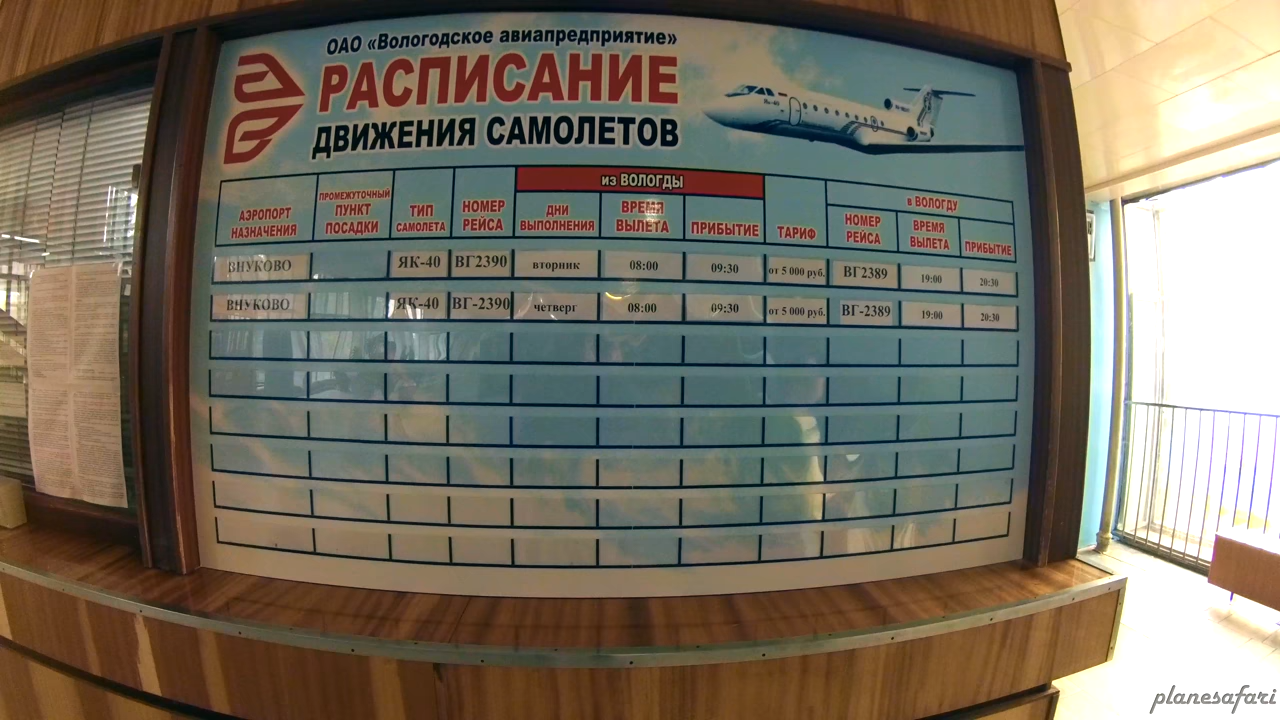 ОАО «Вологодское авиапредприятие»
РАСПИСАНИЕ
ДВИЖЕНИЯ САМОЛЕТОВ
Як-40
АЭРОПОРТ НАЗНАЧЕНИЯ
ПРОМЕЖУТОЧНЫЙ ПУНКТ ПОСАДКИ
ТИП САМОЛЕТА
НОМЕР РЕЙСА
из ВОЛОГДЫ
ДНИ ВЫПОЛНЕНИЯ
ВРЕМЯ ВЫЛЕТА
ПРИБЫТИЕ
ТАРИФ
в ВОЛОГДУ
НОМЕР РЕЙСА
ВРЕМЯ ВЫЛЕТА
ПРИБЫТИЕ
ВНУКОВО ЯК-40 ВГ2390 вторник 08:00 09:30 от 5 000 руб. ВГ2389 19:00 20:30
ВНУКОВО ЯК-40 ВГ-2390 четверг 08:00 09:30 от 5 000 руб. ВГ-2389 19:00 20:30
planesafari